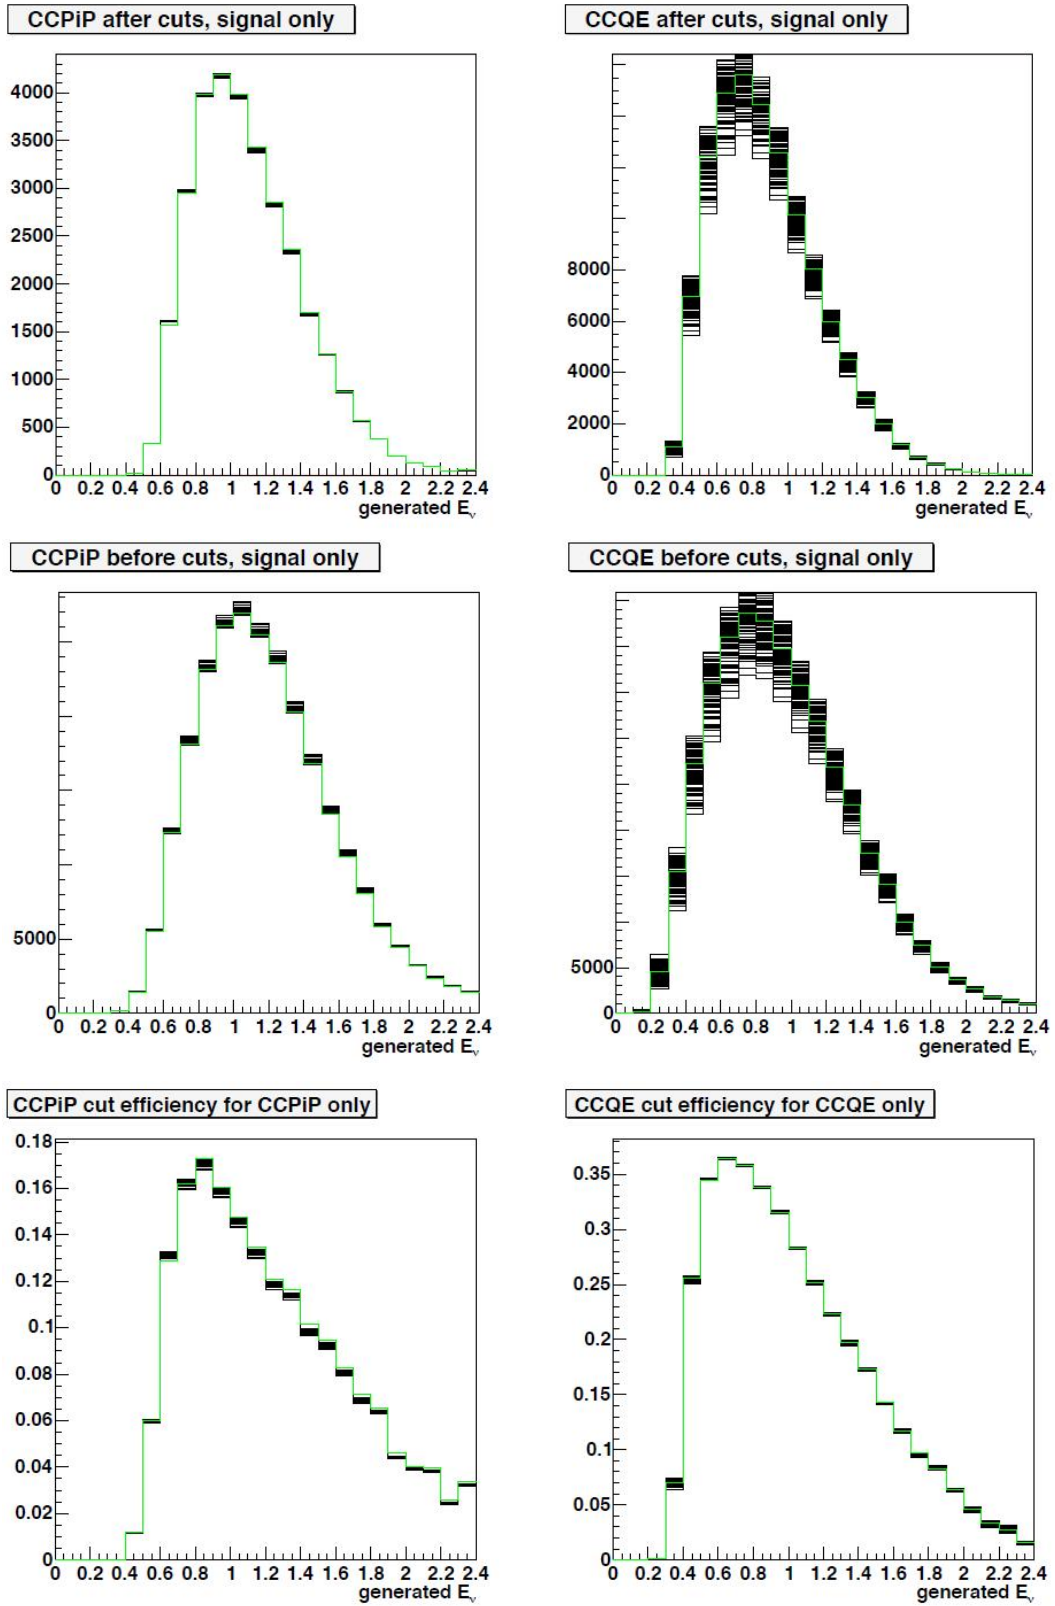 CCPiP after cuts, signal only
4000
3500
3000
2500
2000
1500
1000
500
0
0 0.2 0.4 0.6 0.8 1 1.2 1.4 1.6 1.8 2 2.2 2.4
generated Eν
CCQE after cuts, signal only
8000
6000
4000
2000
0
0 0.2 0.4 0.6 0.8 1 1.2 1.4 1.6 1.8 2 2.2 2.4
generated Eν
CCPiP before cuts, signal only
5000
0
0 0.2 0.4 0.6 0.8 1 1.2 1.4 1.6 1.8 2 2.2 2.4
generated Eν
CCQE before cuts, signal only
5000
0
0 0.2 0.4 0.6 0.8 1 1.2 1.4 1.6 1.8 2 2.2 2.4
generated Eν
CCPiP cut efficiency for CCPiP only
0.18
0.16
0.14
0.12
0.1
0.08
0.06
0.04
0.02
0
0 0.2 0.4 0.6 0.8 1 1.2 1.4 1.6 1.8 2 2.2 2.4
generated Eν
CCQE cut efficiency for CCQE only
0.35
0.3
0.25
0.2
0.15
0.1
0.05
0
0 0.2 0.4 0.6 0.8 1 1.2 1.4 1.6 1.8 2 2.2 2.4
generated Eν